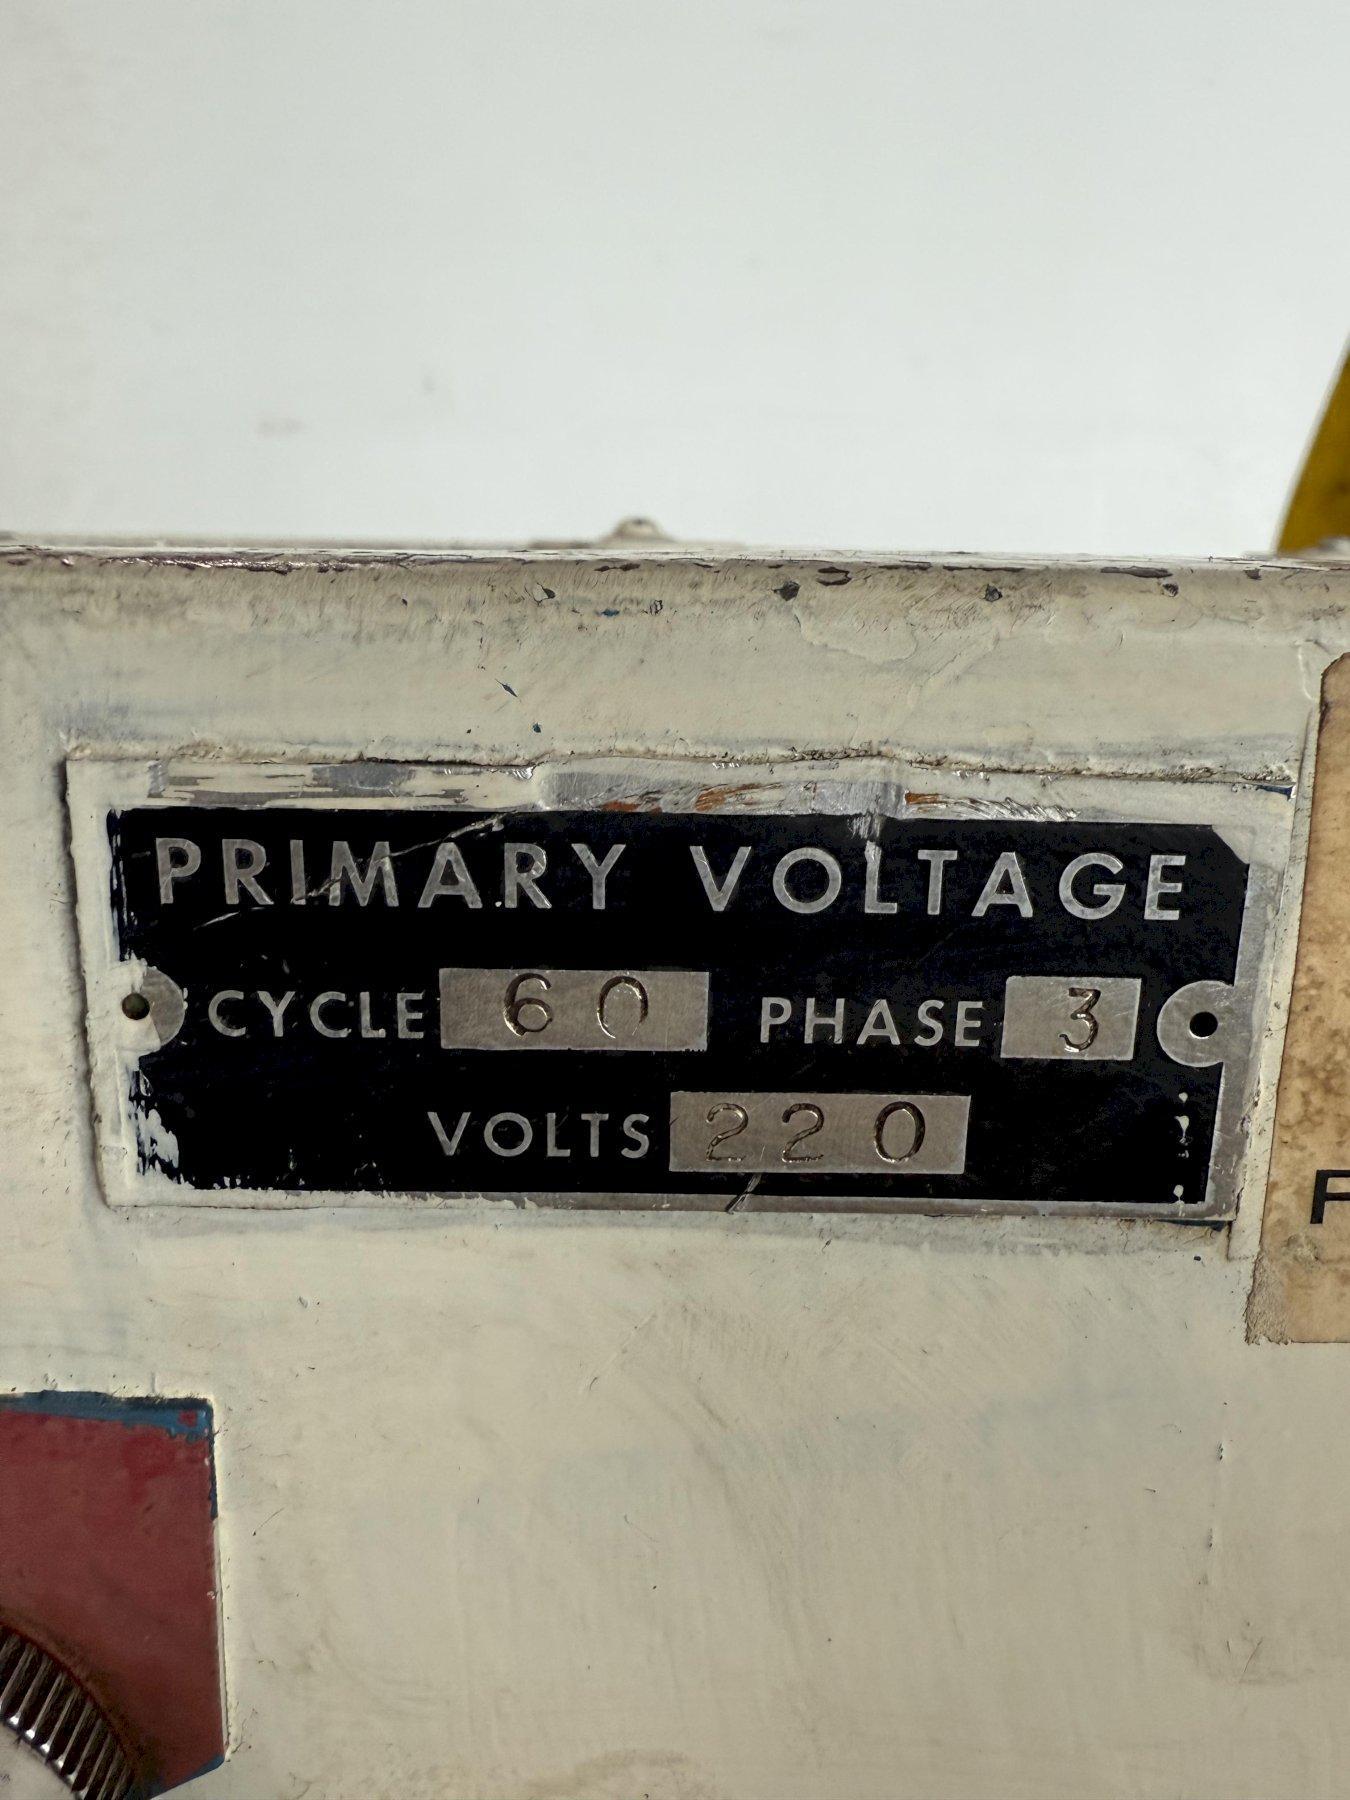 PRIMARY VOLTAGE
CYCLE 60 PHASE 3
VOLTS 220